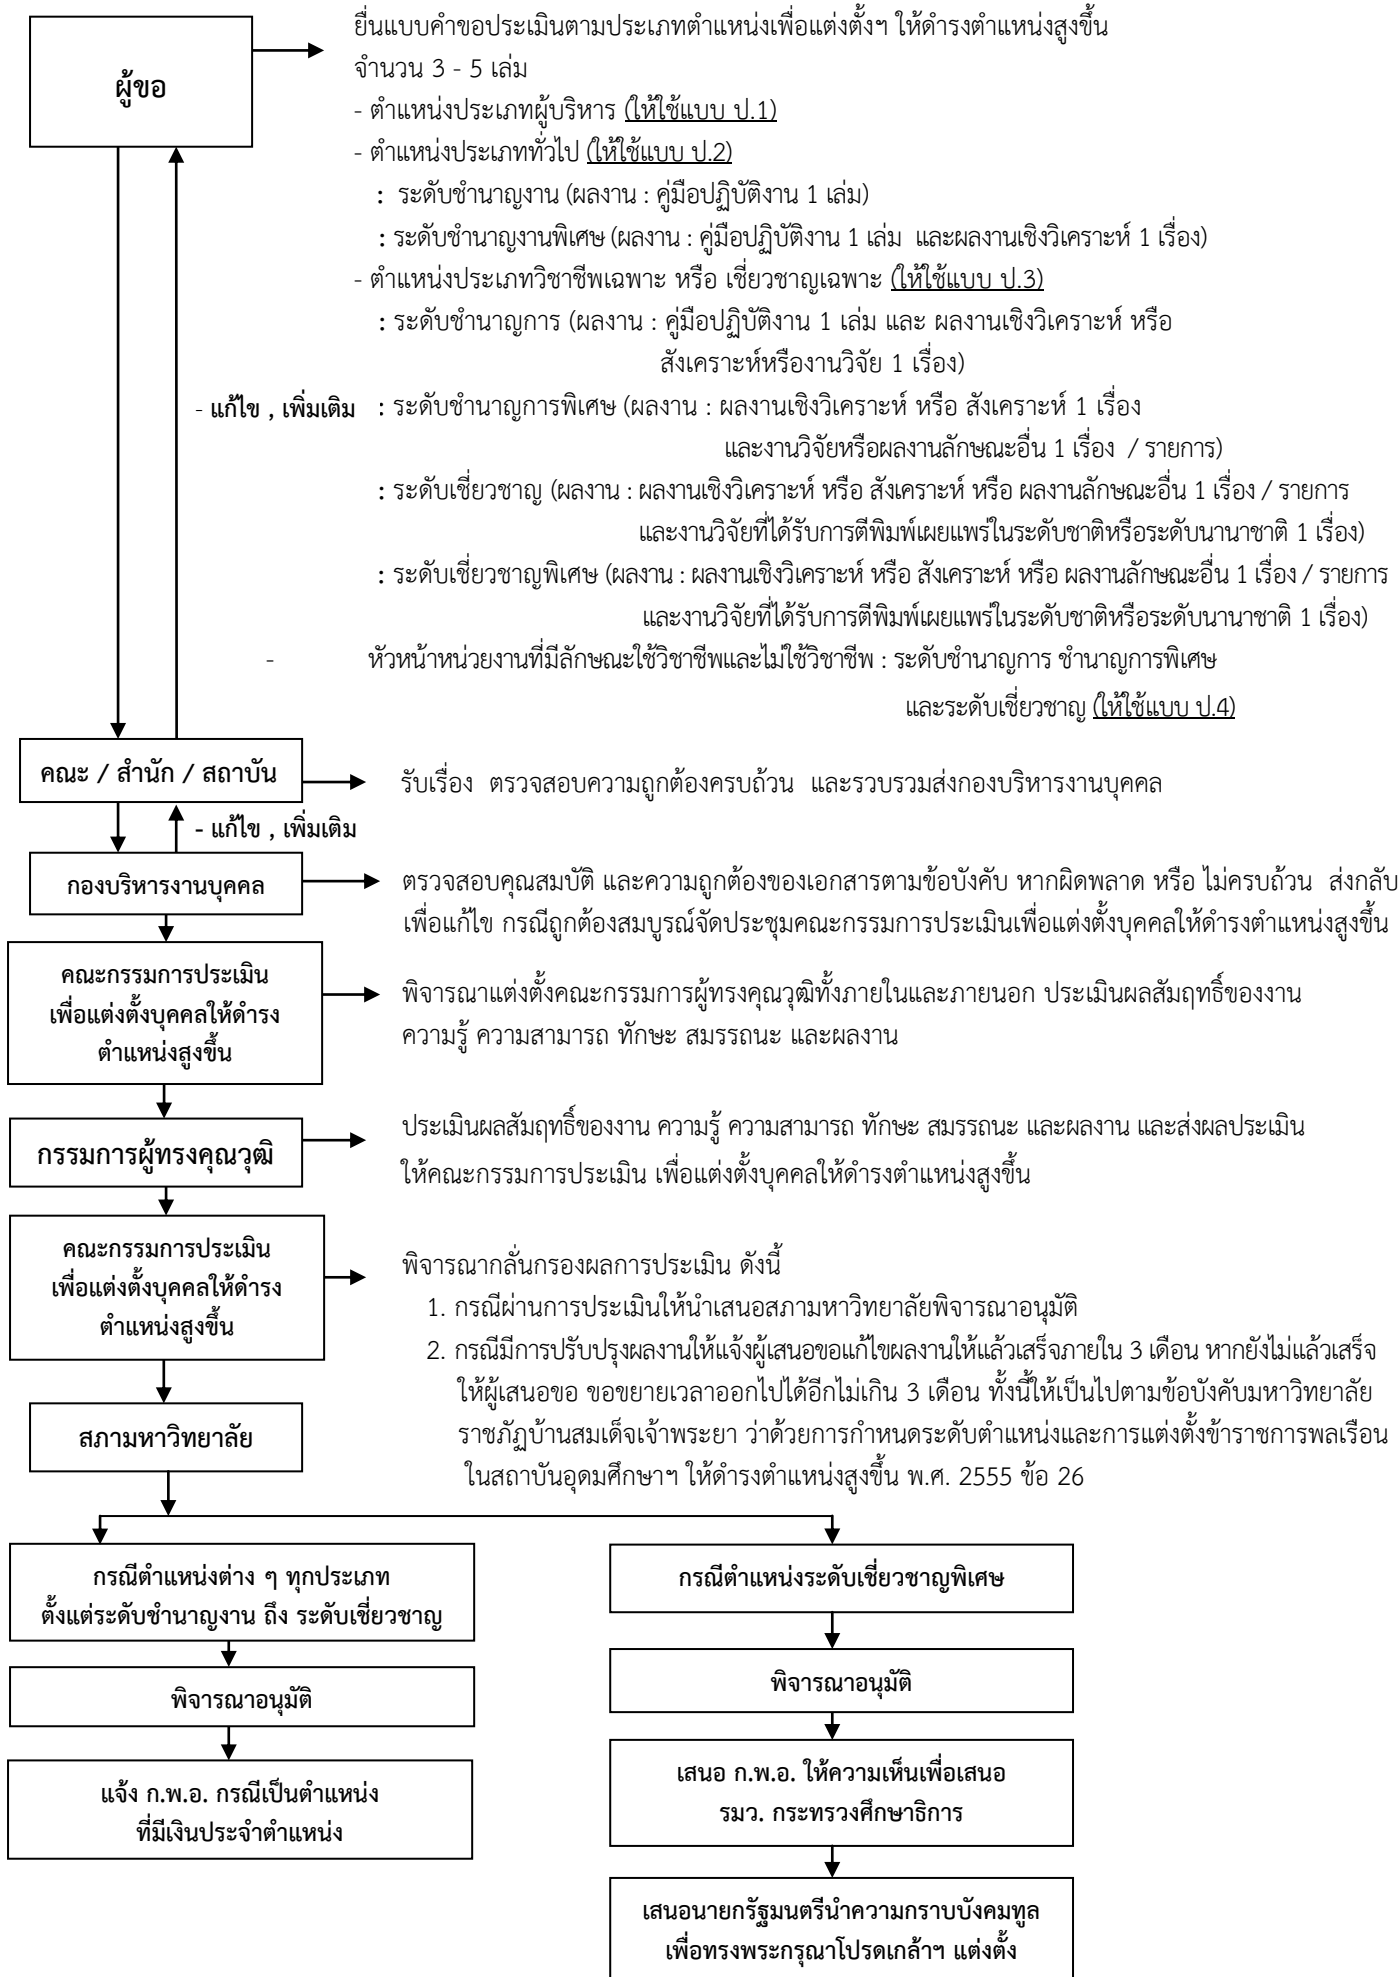 ผู้ขอ
ยื่นแบบคำขอประเมินตามประเภทตำแหน่งเพื่อแต่งตั้งฯ ให้ดำรงตำแหน่งสูงขึ้น
จำนวน 3 - 5 เล่ม
- ตำแหน่งประเภทผู้บริหาร (ให้ใช้แบบ ป.1)
- ตำแหน่งประเภททั่วไป (ให้ใช้แบบ ป.2)
: ระดับชำนาญงาน (ผลงาน : คู่มือปฏิบัติงาน 1 เล่ม)
: ระดับชำนาญงานพิเศษ (ผลงาน : คู่มือปฏิบัติงาน 1 เล่ม และผลงานเชิงวิเคราะห์ 1 เรื่อง)
- ตำแหน่งประเภทวิชาชีพเฉพาะ หรือ เชี่ยวชาญเฉพาะ (ให้ใช้แบบ ป.3)
: ระดับชำนาญการ (ผลงาน : คู่มือปฏิบัติงาน 1 เล่ม และ ผลงานเชิงวิเคราะห์ หรือ
สังเคราะห์หรืองานวิจัย 1 เรื่อง)
- แก้ไข , เพิ่มเติม
: ระดับชำนาญการพิเศษ (ผลงาน : ผลงานเชิงวิเคราะห์ หรือ สังเคราะห์ 1 เรื่อง
และงานวิจัยหรือผลงานลักษณะอื่น 1 เรื่อง / รายการ)
: ระดับเชี่ยวชาญ (ผลงาน : ผลงานเชิงวิเคราะห์ หรือ สังเคราะห์ หรือ ผลงานลักษณะอื่น 1 เรื่อง / รายการ
และงานวิจัยที่ได้รับการตีพิมพ์เผยแพร่ในระดับชาติหรือระดับนานาชาติ 1 เรื่อง)
: ระดับเชี่ยวชาญพิเศษ (ผลงาน : ผลงานเชิงวิเคราะห์ หรือ สังเคราะห์ หรือ ผลงานลักษณะอื่น 1 เรื่อง / รายการ
และงานวิจัยที่ได้รับการตีพิมพ์เผยแพร่ในระดับชาติหรือระดับนานาชาติ 1 เรื่อง)
- หัวหน้าหน่วยงานที่มีลักษณะใช้วิชาชีพและไม่ใช้วิชาชีพ : ระดับชำนาญการ ชำนาญการพิเศษ
และระดับเชี่ยวชาญ (ให้ใช้แบบ ป.4)
คณะ / สำนัก / สถาบัน
รับเรื่อง ตรวจสอบความถูกต้องครบถ้วน และรวบรวมส่งกองบริหารงานบุคคล
- แก้ไข , เพิ่มเติม
กองบริหารงานบุคคล
ตรวจสอบคุณสมบัติ และความถูกต้องของเอกสารตามข้อบังคับ หากผิดพลาด หรือ ไม่ครบถ้วน ส่งกลับ
เพื่อแก้ไข กรณีถูกต้องสมบูรณ์จัดประชุมคณะกรรมการประเมินเพื่อแต่งตั้งบุคคลให้ดำรงตำแหน่งสูงขึ้น
คณะกรรมการประเมิน
เพื่อแต่งตั้งบุคคลให้ดำรง
ตำแหน่งสูงขึ้น
พิจารณาแต่งตั้งคณะกรรมการผู้ทรงคุณวุฒิทั้งภายในและภายนอก ประเมินผลสัมฤทธิ์ของงาน
ความรู้ ความสามารถ ทักษะ สมรรถนะ และผลงาน
กรรมการผู้ทรงคุณวุฒิ
ประเมินผลสัมฤทธิ์ของงาน ความรู้ ความสามารถ ทักษะ สมรรถนะ และผลงาน และส่งผลประเมิน
ให้คณะกรรมการประเมิน เพื่อแต่งตั้งบุคคลให้ดำรงตำแหน่งสูงขึ้น
คณะกรรมการประเมิน
เพื่อแต่งตั้งบุคคลให้ดำรง
ตำแหน่งสูงขึ้น
พิจารณากลั่นกรองผลการประเมิน ดังนี้
1. กรณีผ่านการประเมินให้นำเสนอสภามหาวิทยาลัยพิจารณาอนุมัติ
2. กรณีมีการปรับปรุงผลงานให้แจ้งผู้เสนอขอแก้ไขผลงานให้แล้วเสร็จภายใน 3 เดือน หากยังไม่แล้วเสร็จ
ให้ผู้เสนอขอ ขอขยายเวลาออกไปได้อีกไม่เกิน 3 เดือน ทั้งนี้ให้เป็นไปตามข้อบังคับมหาวิทยาลัย
ราชภัฏบ้านสมเด็จเจ้าพระยา ว่าด้วยการกำหนดระดับตำแหน่งและการแต่งตั้งข้าราชการพลเรือน
ในสถาบันอุดมศึกษาฯ ให้ดำรงตำแหน่งสูงขึ้น พ.ศ. 2555 ข้อ 26
สภามหาวิทยาลัย
กรณีตำแหน่งต่าง ๆ ทุกประเภท
ตั้งแต่ระดับชำนาญงาน ถึง ระดับเชี่ยวชาญ
พิจารณาอนุมัติ
แจ้ง ก.พ.อ. กรณีเป็นตำแหน่ง
ที่มีเงินประจำตำแหน่ง
กรณีตำแหน่งระดับเชี่ยวชาญพิเศษ
พิจารณาอนุมัติ
เสนอ ก.พ.อ. ให้ความเห็นเพื่อเสนอ
รมว. กระทรวงศึกษาธิการ
เสนอนายกรัฐมนตรีนำความกราบบังคมทูล
เพื่อทรงพระกรุณาโปรดเกล้าฯ แต่งตั้ง